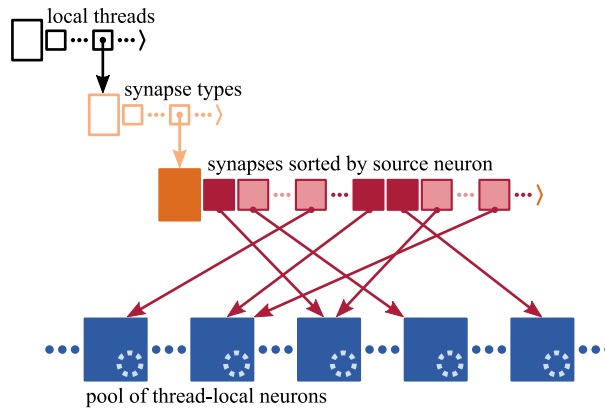 local threads
synapse types
synapses sorted by source neuron
pool of thread-local neurons